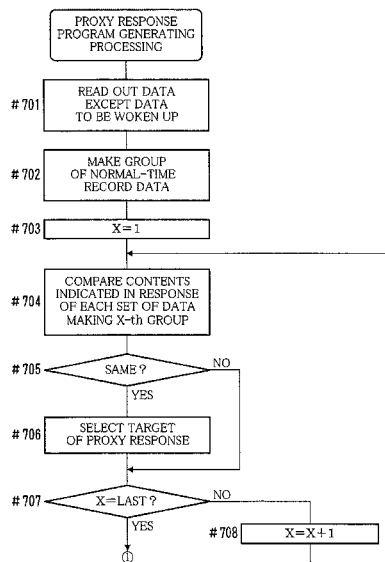 PROXY RESPONSE
PROGRAM GENERATING
PROCESSING
#701
READ OUT DATA
EXCEPT DATA
TO BE WOKEN UP
#702
MAKE GROUP
OF NORMAL-TIME
RECORD DATA
#703
X=1
#704
COMPARE CONTENTS
INDICATED IN RESPONSE
OF EACH SET OF DATA
MAKING X-th GROUP
#705
SAME?
NO
YES
#706
SELECT TARGET
OF PROXY RESPONSE
#707
X=LAST?
NO
YES
#708
X=X+1
1